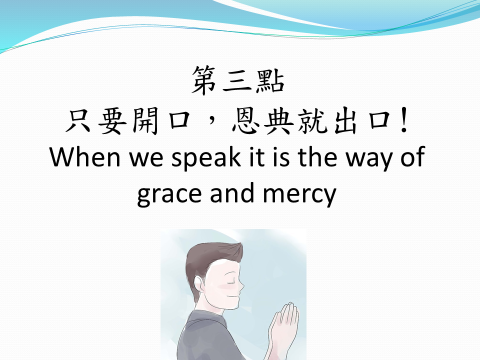 第三點
只要開口，恩典就出口!
When we speak it is the way of
grace and mercy